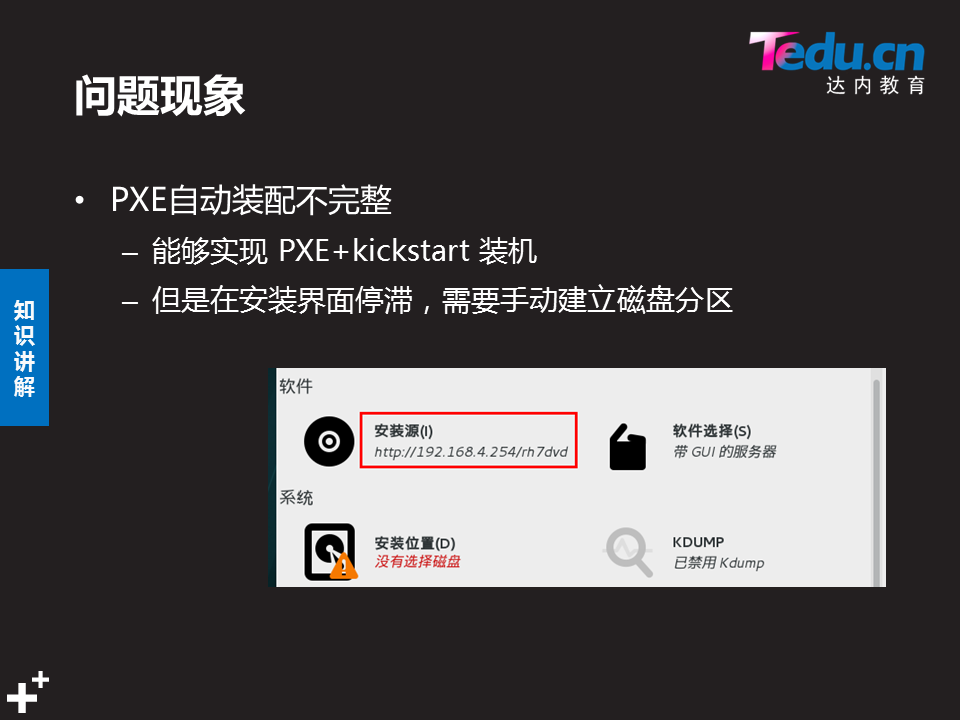 Tedu.cn
达内教育
问题现象
• PXE自动装配不完整
– 能够实现 PXE+kickstart 装机
– 但是在安装界面停滞，需要手动建立磁盘分区
知识讲解
软件
安装源(I)
http://192.168.4.254/rh7dvd
软件选择(S)
带 GUI 的服务器
系统
安装位置(D)
没有选择磁盘
KDUMP
已禁用 Kdump